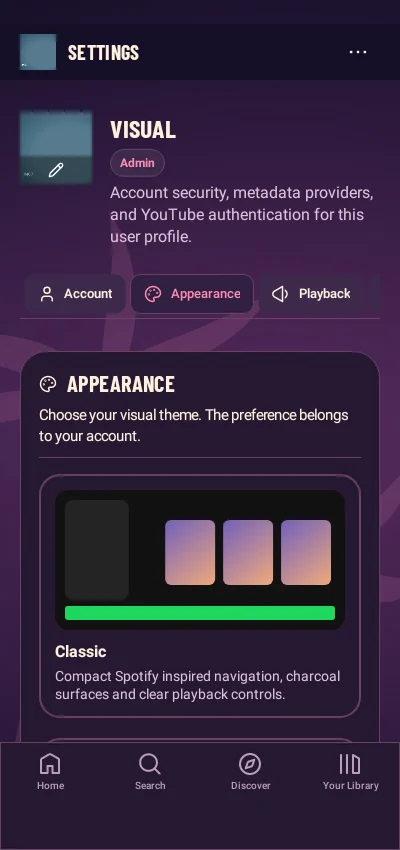 SETTINGS
VISUAL
Admin
Account security, metadata providers,
and YouTube authentication for this
user profile.
Account
Appearance
Playback
APPEARANCE
Choose your visual theme. The preference belongs
to your account.
Classic
Compact Spotify inspired navigation, charcoal
surfaces and clear playback controls.
Home
Search
Discover
Your Library